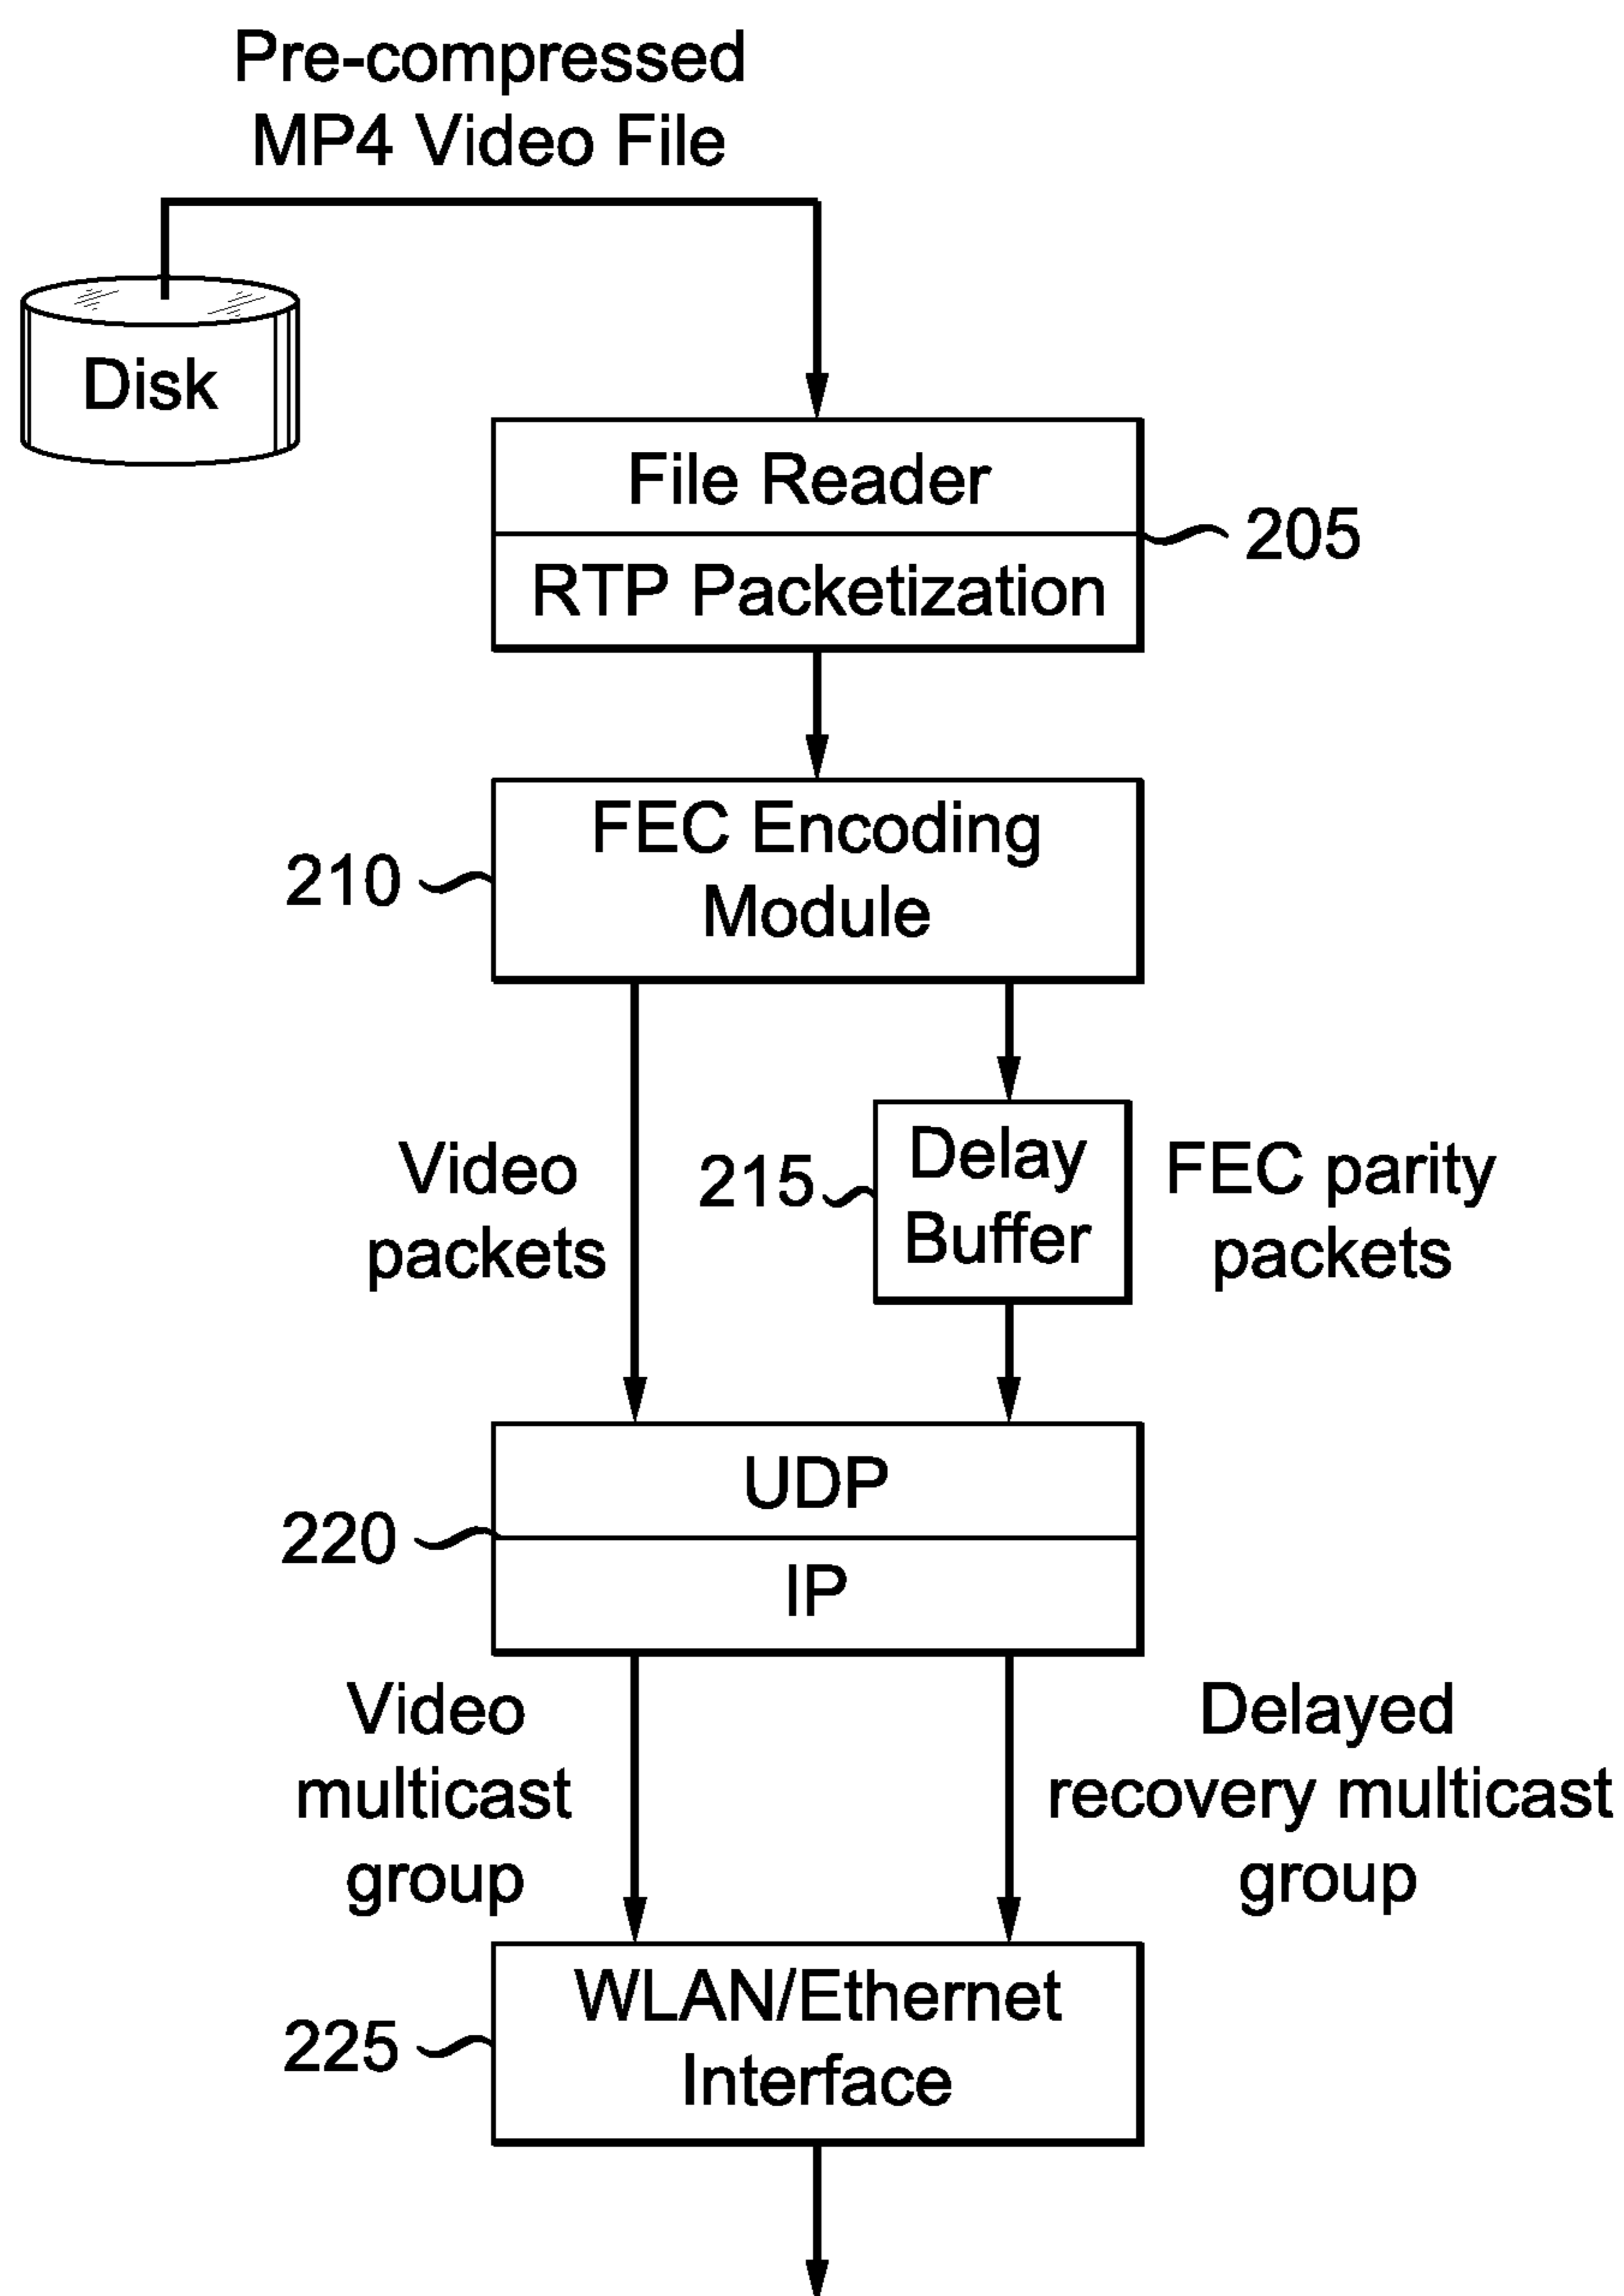 Pre-compressed
MP4 Video File
Disk
File Reader
205
RTP Packetization
FEC Encoding
Module
210
Video
packets
215
Delay
Buffer
FEC parity
packets
UDP
220
IP
Video
multicast
group
Delayed
recovery multicast
group
WLAN/Ethernet
Interface
225